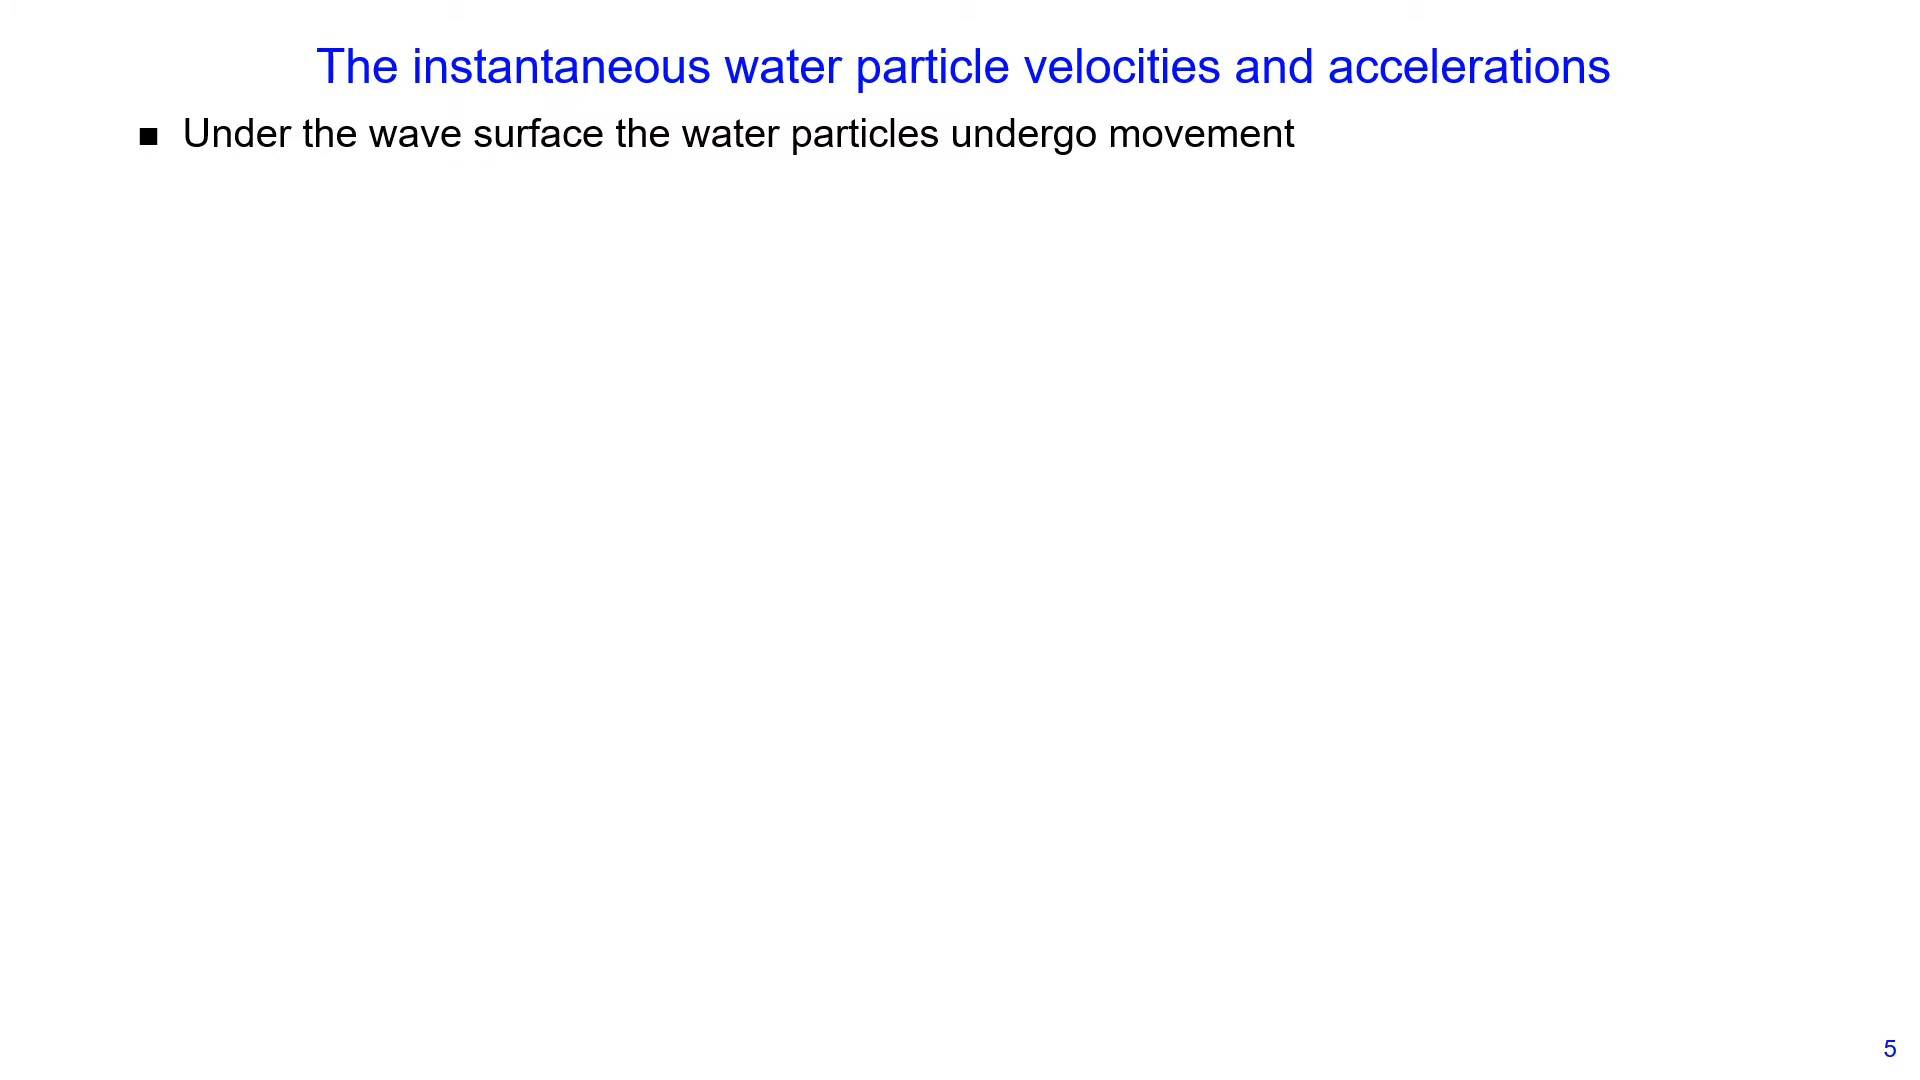 The instantaneous water particle velocities and accelerations
■ Under the wave surface the water particles undergo movement
5